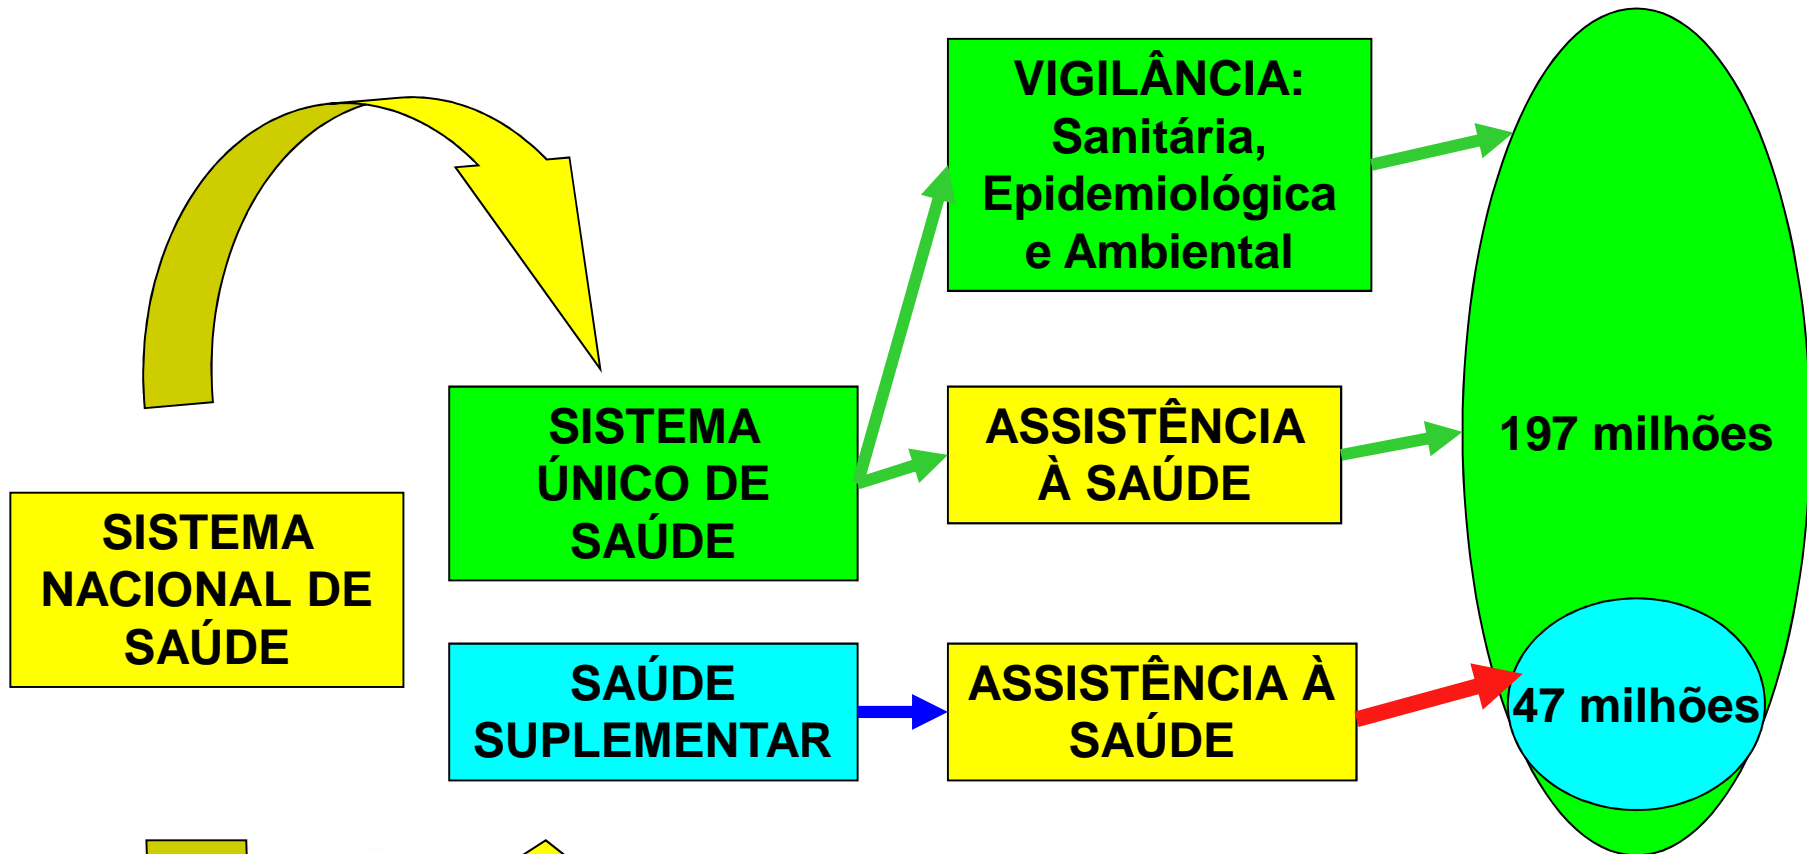 VIGILÂNCIA:
Sanitária,
Epidemiológica
e Ambiental
SISTEMA
ÚNICO DE
SAÚDE
ASSISTÊNCIA
À SAÚDE
197 milhões
SISTEMA
NACIONAL DE
SAÚDE
SAÚDE
SUPLEMENTAR
ASSISTÊNCIA À
SAÚDE
47 milhões